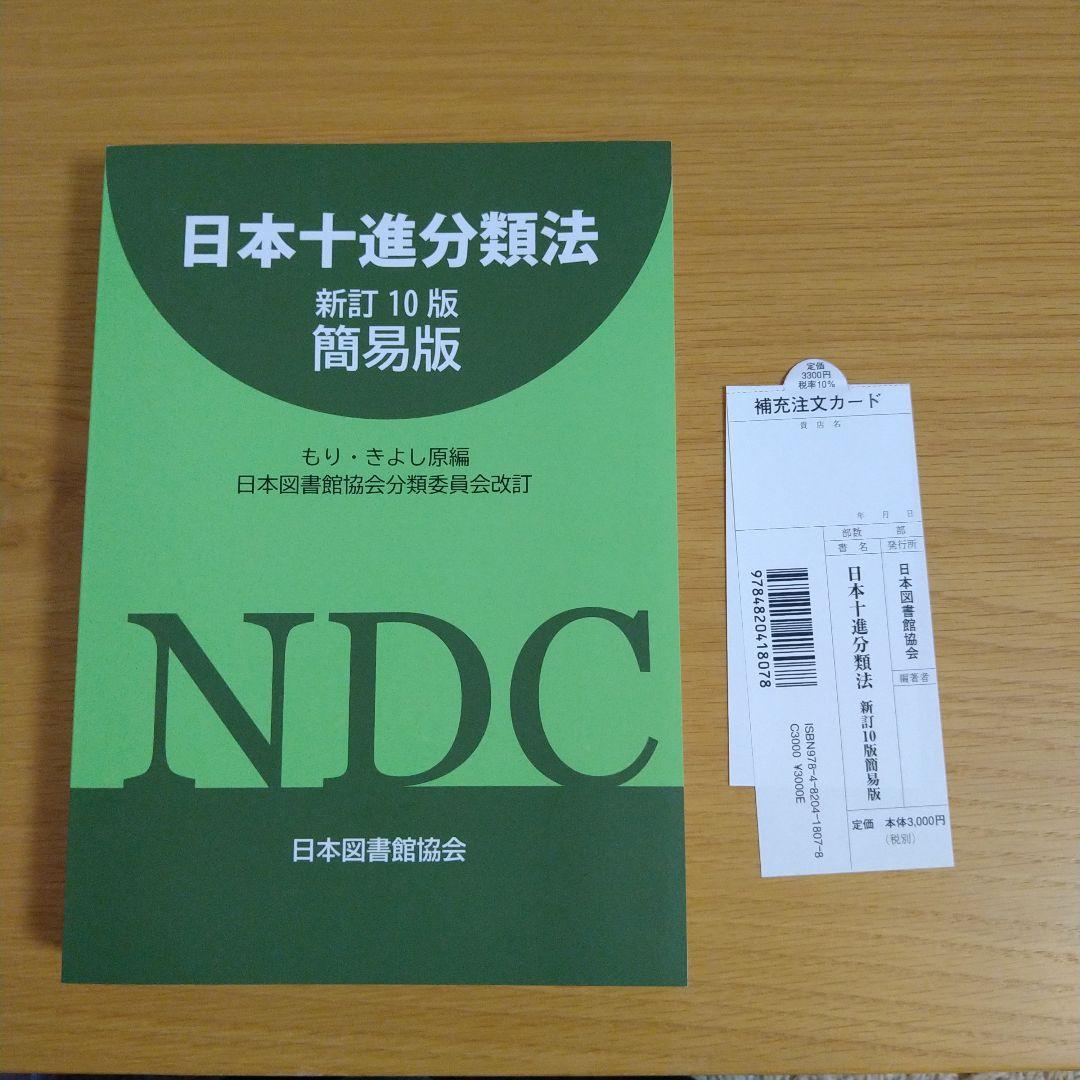 日本十進分類法
新訂 10 版
簡易版
もり・きよし原編
日本図書館協会分類委員会改訂
NDC
日本図書館協会
定価
3300円
税率10%
補充注文カード
貴店名
年 月 日
部数 部
書名
発行所
日本十進分類法 新訂10版簡易版
日本図書館協会
編著者
9784820418078
ISBN978-4-8204-1807-8
C3000 ¥3000E
定価 本体3,000円
(税別)